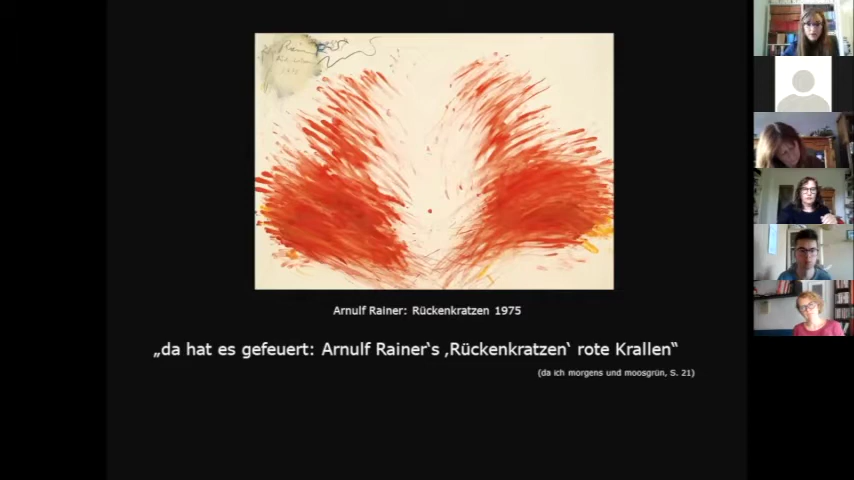 Arnulf Rainer: Rückenkratzen 1975
„da hat es gefeuert: Arnulf Rainer‘s ‚Rückenkratzen‘ rote Krallen“
(da ich morgens und moosgrün, S. 21)